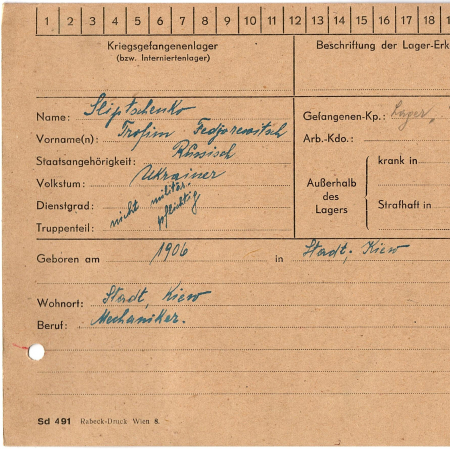 1 2 3 4 5 6 7 8 9 10 11 12 13 14 15 16 17 18
Kriegsgefangenenlager
(bzw. Interniertenlager)
Beschriftung der Lager-Erk
Name: Sliptschenko
Vorname(n): Trofim Fedjorewitsch
Staatsangehörigkeit: Russisch
Volkstum: Ukrainer
Dienstgrad: nicht militär.
Truppenteil: pflichtig
Gefangenen-Kp.: Lager
Arb.-Kdo.:
Außerhalb des Lagers
krank in
Strafhaft in
Geboren am 1906 in Stadt, Kiew
Wohnort: Stadt, Kiew
Beruf: Mechaniker.
Sd 491 Rabeck-Druck Wien 8.